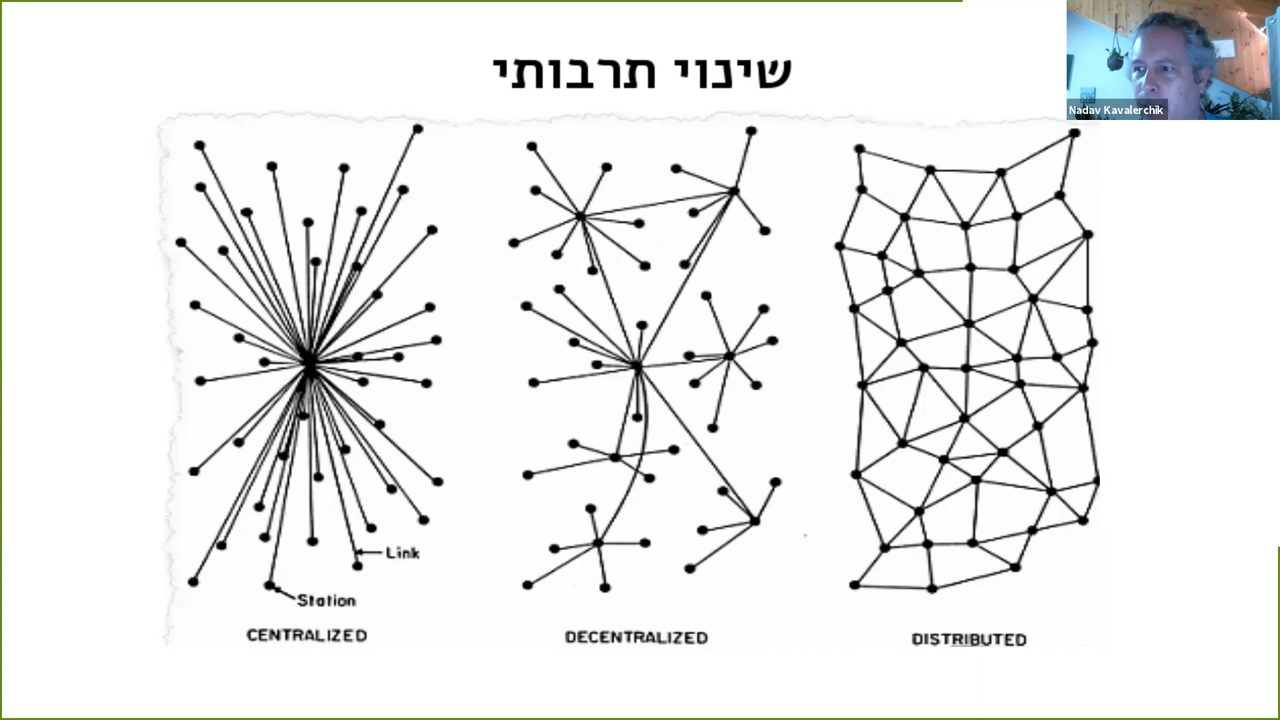 שינוי תרבותי
Nadav Kavalerchik
Link
Station
CENTRALIZED
DECENTRALIZED
DISTRIBUTED